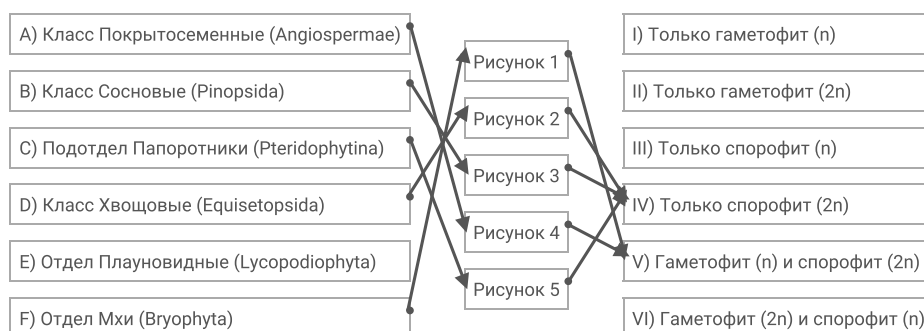 A) Класс Покрытосеменные (Angiospermae)
B) Класс Сосновые (Pinopsida)
C) Подотдел Папоротники (Pteridophytina)
D) Класс Хвощовые (Equisetopsida)
E) Отдел Плауновидные (Lycopodiophyta)
F) Отдел Мхи (Bryophyta)
Рисунок 1
Рисунок 2
Рисунок 3
Рисунок 4
Рисунок 5
I) Только гаметофит (n)
II) Только гаметофит (2n)
III) Только спорофит (n)
IV) Только спорофит (2n)
V) Гаметофит (n) и спорофит (2n)
VI) Гаметофит (2n) и спорофит (n)